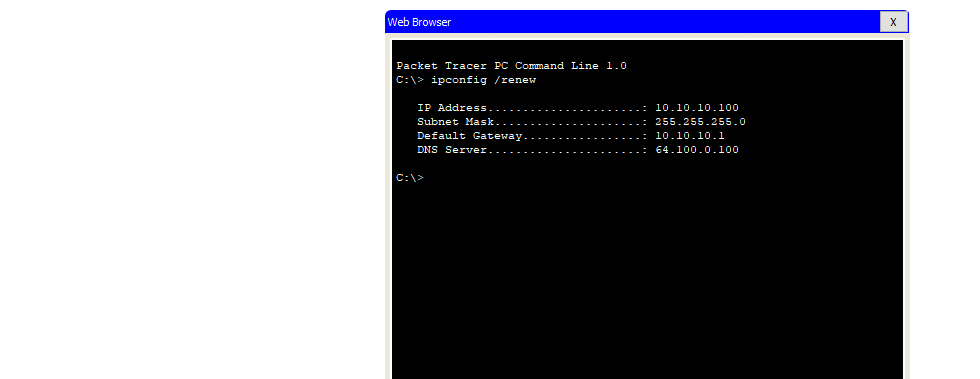 Web Browser X
Packet Tracer PC Command Line 1.0
C:\> ipconfig /renew
IP Address......................: 10.10.10.100
Subnet Mask.....................: 255.255.255.0
Default Gateway.................: 10.10.10.1
DNS Server......................: 64.100.0.100
C:\>